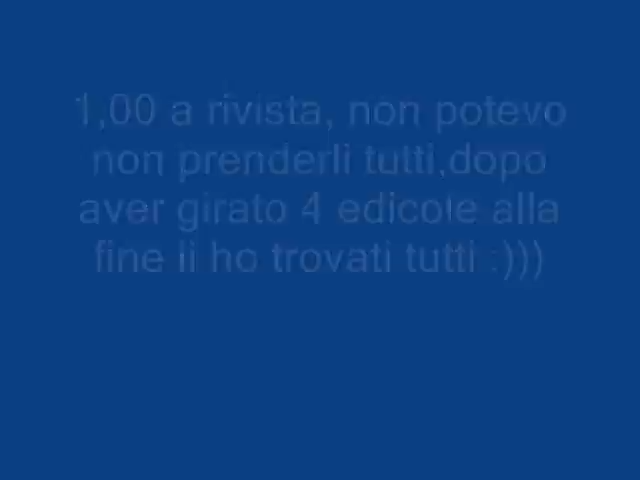 1,00 a rivista, non potevo
non prenderli tutti,dopo
aver girato 4 edicole alla
fine li ho trovati tutti :)))